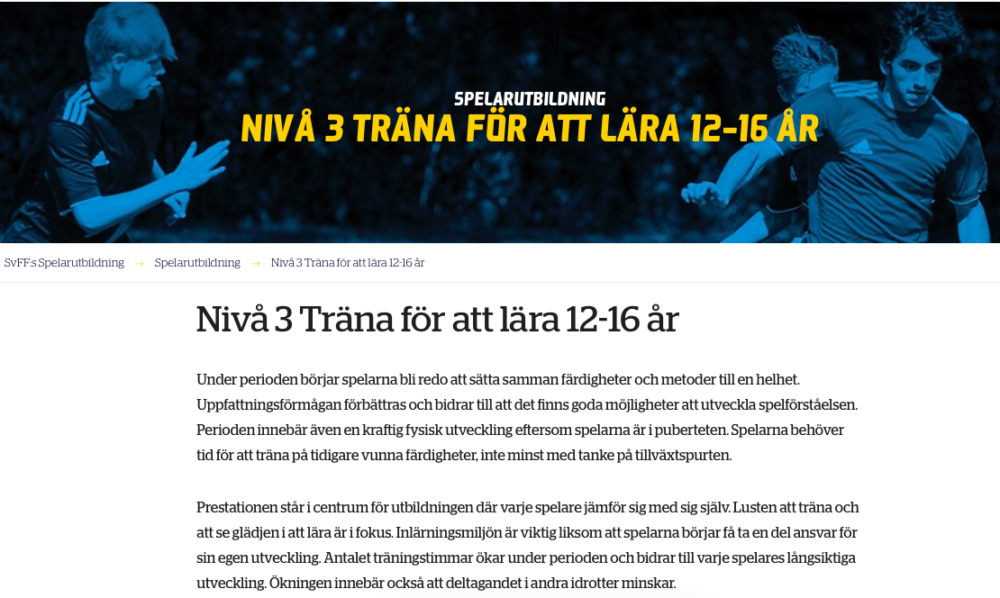 SPELARUTBILDNING
NIVÅ 3 TRÄNA FÖR ATT LÄRA 12-16 ÅR
SvFF:s Spelarutbildning → Spelarutbildning → Nivå 3 Träna för att lära 12-16 år
Nivå 3 Träna för att lära 12-16 år
Under perioden börjar spelarna bli redo att sätta samman färdigheter och metoder till en helhet.
Uppfattningsförmågan förbättras och bidrar till att det finns goda möjligheter att utveckla spelförståelsen.
Perioden innebär även en kraftig fysisk utveckling eftersom spelarna är i puberteten. Spelarna behöver
tid för att träna på tidigare vunna färdigheter, inte minst med tanke på tillväxtspurten.
Prestationen står i centrum för utbildningen där varje spelare jämför sig med sig själv. Lusten att träna och
att se glädjen i att lära är i fokus. Inlärningsmiljön är viktig liksom att spelarna börjar få ta en del ansvar för
sin egen utveckling. Antalet träningstimmar ökar under perioden och bidrar till varje spelares långsiktiga
utveckling. Ökningen innebär också att deltagandet i andra idrotter minskar.